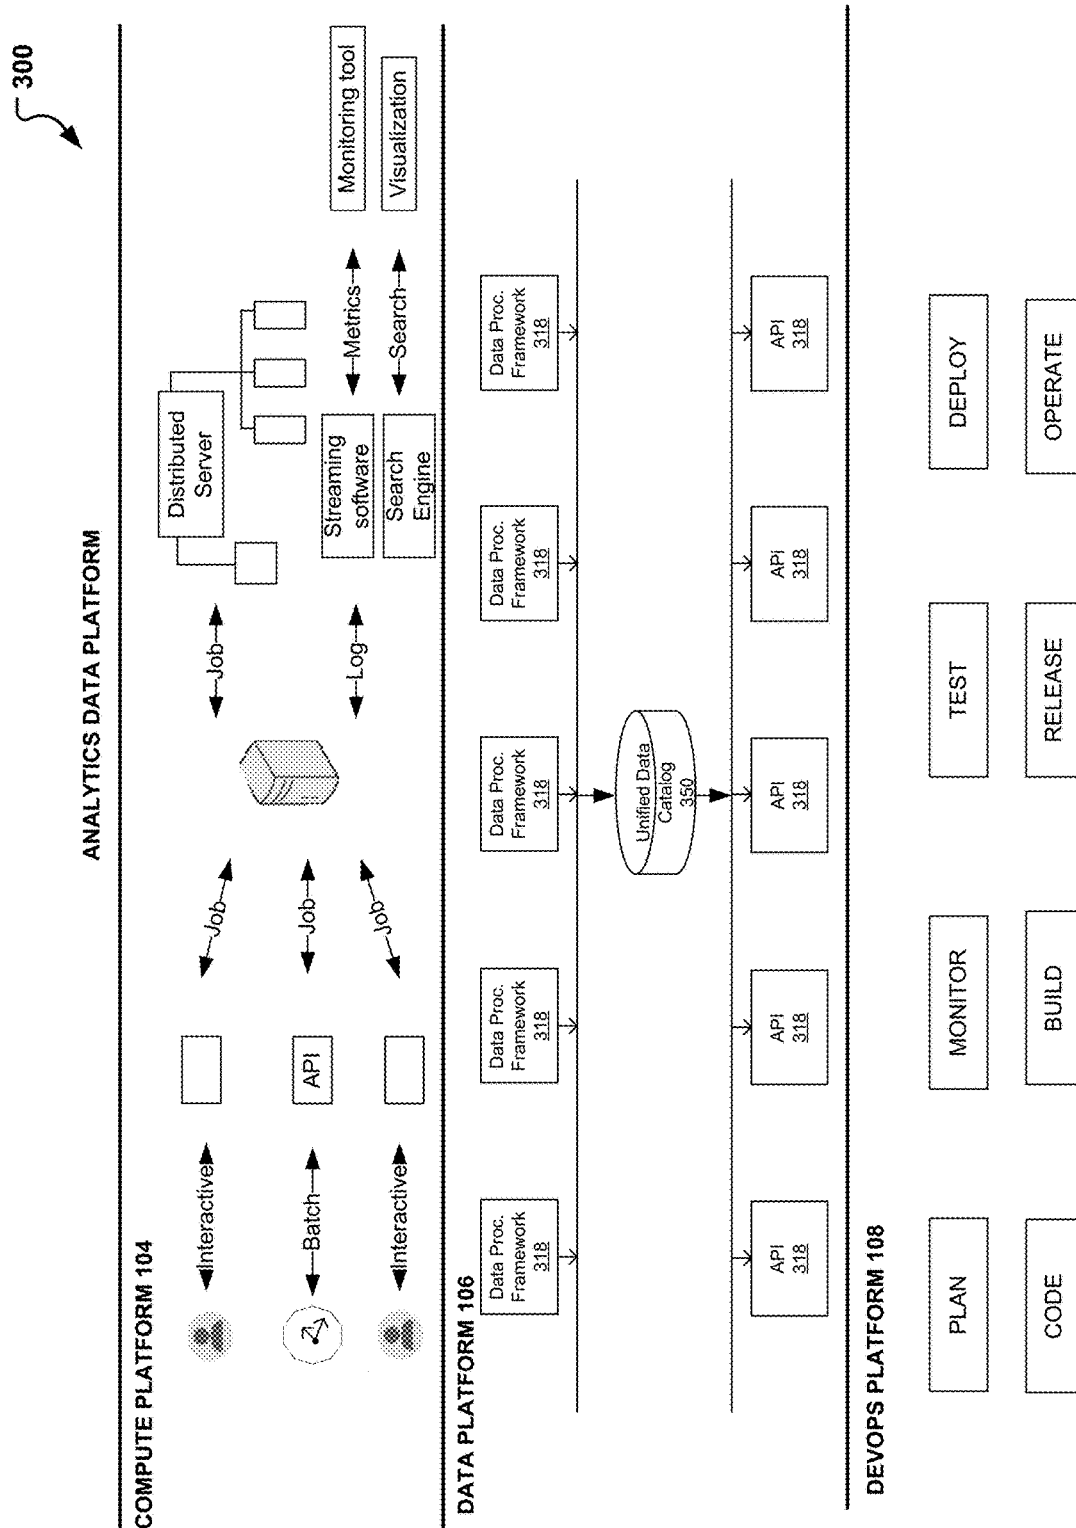 300
ANALYTICS DATA PLATFORM
COMPUTE PLATFORM 104
Interactive
Job
Batch
API
Job
Interactive
Job
Job
Log
Distributed
Server
Streaming
software
Search
Engine
Metrics
Search
Monitoring tool
Visualization
DATA PLATFORM 106
Data Proc.
Framework
318
Data Proc.
Framework
318
Data Proc.
Framework
318
Data Proc.
Framework
318
Data Proc.
Framework
318
Unified Data
Catalog
350
API
318
API
318
API
318
API
318
API
318
DEVOPS PLATFORM 108
PLAN
MONITOR
TEST
DEPLOY
CODE
BUILD
RELEASE
OPERATE